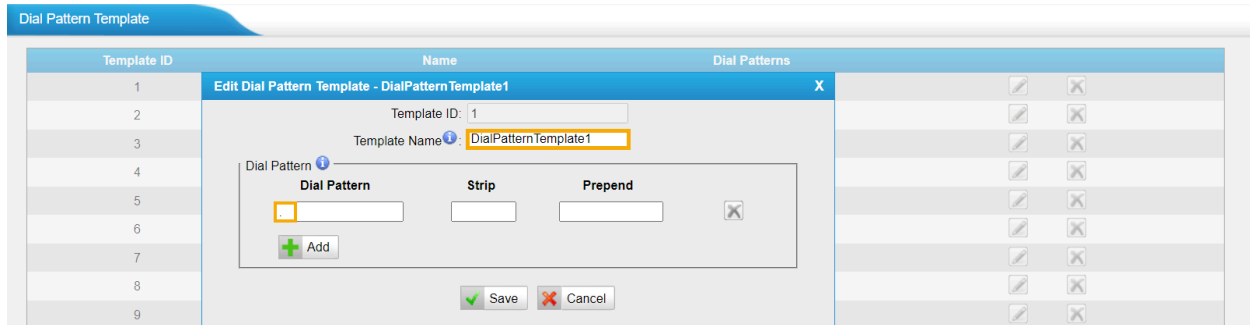 Dial Pattern Template
Template ID Name Dial Patterns
1
Edit Dial Pattern Template - DialPatternTemplate1 X
Template ID: 1
2
Template Name : DialPatternTemplate1
3
Dial Pattern
4
Dial Pattern Strip Prepend
5
.
6
Add
7
8
Save Cancel
9